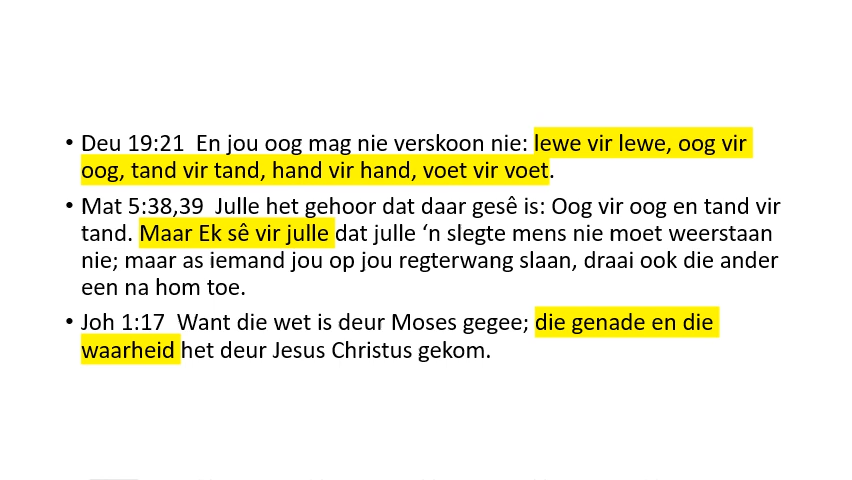 • Deu 19:21  En jou oog mag nie verskoon nie: lewe vir lewe, oog vir
oog, tand vir tand, hand vir hand, voet vir voet.
• Mat 5:38,39  Julle het gehoor dat daar gesê is: Oog vir oog en tand vir
tand. Maar Ek sê vir julle dat julle ‘n slegte mens nie moet weerstaan
nie; maar as iemand jou op jou regterwang slaan, draai ook die ander
een na hom toe.
• Joh 1:17  Want die wet is deur Moses gegee; die genade en die
waarheid het deur Jesus Christus gekom.